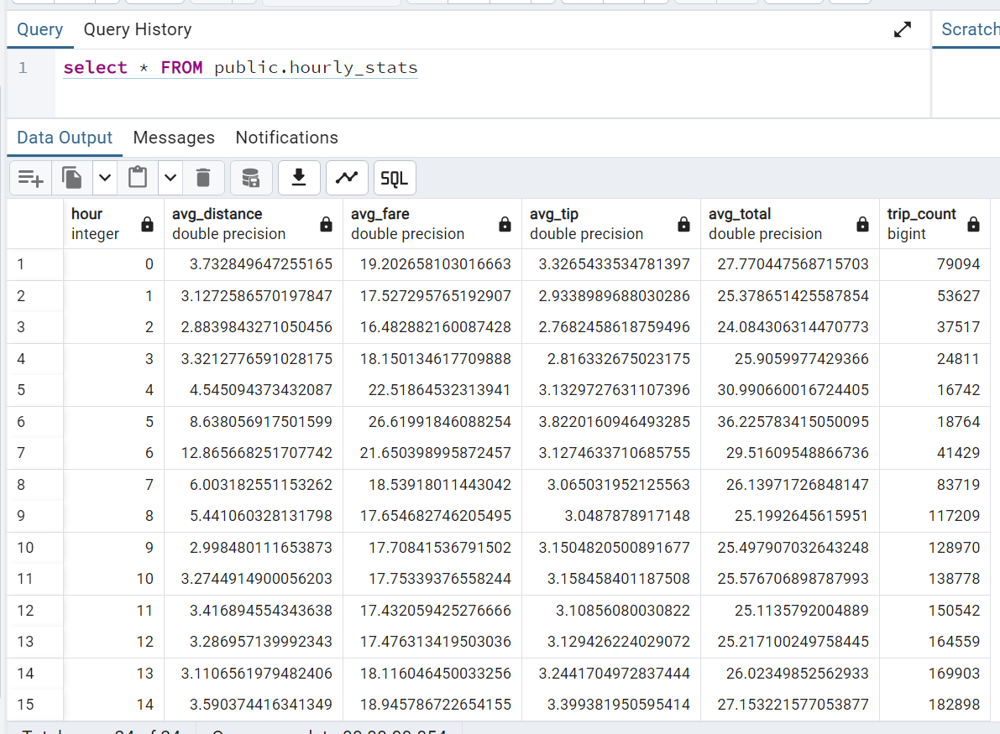 Query Query History
Scratch
1 select * FROM public.hourly_stats
Data Output Messages Notifications
SQL
hour avg_distance avg_fare avg_tip avg_total trip_count
integer double precision double precision double precision double precision bigint
1 0 3.732849647255165 19.202658103016663 3.3265433534781397 27.770447568715703 79094
2 1 3.1272586570197847 17.527295765192907 2.9338989688030286 25.378651425587854 53627
3 2 2.8839843271050456 16.482882160087428 2.7682458618759496 24.084306314470773 37517
4 3 3.3212776591028175 18.150134617709888 2.816332675023175 25.9059977429366 24811
5 4 4.545094373432087 22.51864532313941 3.1329727631107396 30.990660016724405 16742
6 5 8.638056917501599 26.61991846088254 3.8220160946493285 36.225783415050095 18764
7 6 12.865668251707742 21.650398995872457 3.1274633710685755 29.51609548866736 41429
8 7 6.003182551153262 18.53918011443042 3.065031952125563 26.13971726848147 83719
9 8 5.441060328131798 17.654682746205495 3.0487878917148 25.1992645615951 117209
10 9 2.998480111653873 17.70841536791502 3.1504820500891677 25.497907032643248 128970
11 10 3.2744914900056203 17.75339376558244 3.158458401187508 25.576706898787993 138778
12 11 3.416894554343638 17.432059425276666 3.10856080030822 25.1135792004889 150542
13 12 3.286957139992343 17.476313419503036 3.129426224029072 25.217100249758445 164559
14 13 3.1106561979482406 18.116046450033256 3.2441704972837444 26.02349852562933 169903
15 14 3.590374416341349 18.945786722654155 3.399381950595414 27.153221577053877 182898